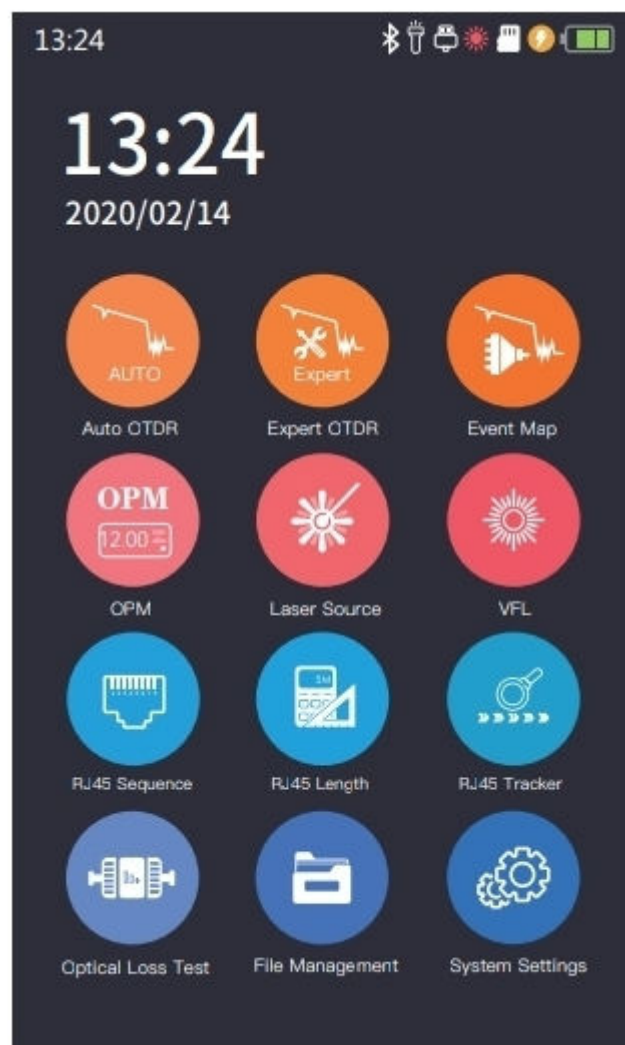 13:24
13:24
2020/02/14
AUTO
Expert
Auto OTDR
Expert OTDR
Event Map
OPM
12.00
OPM
Laser Source
VFL
RJ45 Sequence
RJ45 Length
RJ45 Tracker
Optical Loss Test
File Management
System Settings